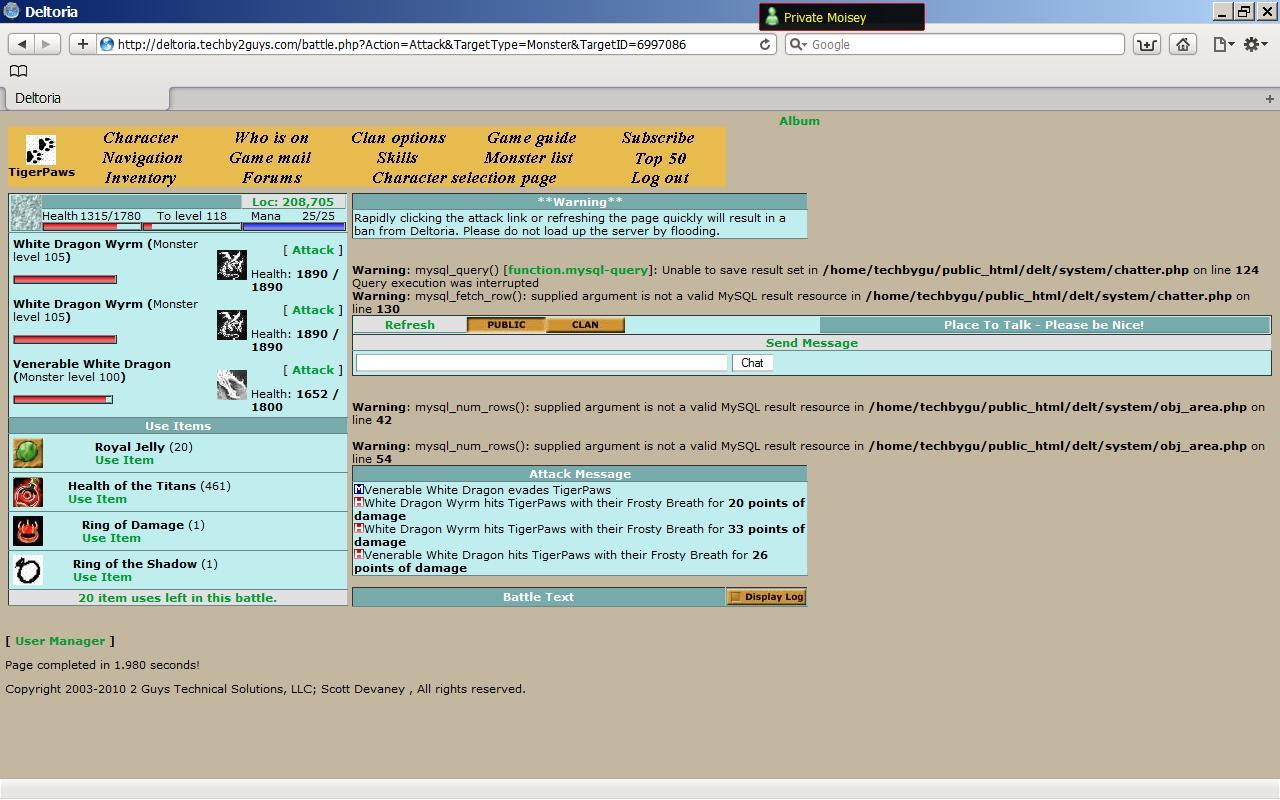 Deltoria
Private Moisey
http://deltoria.techby2guys.com/battle.php?Action=Attack&TargetType=Monster&TargetID=6997086
Google
Deltoria
Album
TigerPaws
Character
Who is on
Clan options
Game guide
Subscribe
Navigation
Game mail
Skills
Monster list
Top 50
Inventory
Forums
Character selection page
Log out
Loc: 208,705
Health 1315/1780 To level 118 Mana 25/25
White Dragon Wyrm (Monster
level 105)
[ Attack ]
Health: 1890 /
1890
White Dragon Wyrm (Monster
level 105)
[ Attack ]
Health: 1890 /
1890
Venerable White Dragon
(Monster level 100)
[ Attack ]
Health: 1652 /
1800
Use Items
Royal Jelly (20)
Use Item
Health of the Titans (461)
Use Item
Ring of Damage (1)
Use Item
Ring of the Shadow (1)
Use Item
20 item uses left in this battle.
**Warning**
Rapidly clicking the attack link or refreshing the page quickly will result in a
ban from Deltoria. Please do not load up the server by flooding.
Warning: mysql_query() [function.mysql-query]: Unable to save result set in /home/techbygu/public_html/delt/system/chatter.php on line 124
Query execution was interrupted
Warning: mysql_fetch_row(): supplied argument is not a valid MySQL result resource in /home/techbygu/public_html/delt/system/chatter.php on
line 130
Refresh PUBLIC CLAN Place To Talk - Please be Nice!
Send Message
Chat
Warning: mysql_num_rows(): supplied argument is not a valid MySQL result resource in /home/techbygu/public_html/delt/system/obj_area.php on
line 42
Warning: mysql_num_rows(): supplied argument is not a valid MySQL result resource in /home/techbygu/public_html/delt/system/obj_area.php on
line 54
Attack Message
M Venerable White Dragon evades TigerPaws
H White Dragon Wyrm hits TigerPaws with their Frosty Breath for 20 points of
damage
H White Dragon Wyrm hits TigerPaws with their Frosty Breath for 33 points of
damage
H Venerable White Dragon hits TigerPaws with their Frosty Breath for 26
points of damage
Battle Text Display Log
[ User Manager ]
Page completed in 1.980 seconds!
Copyright 2003-2010 2 Guys Technical Solutions, LLC; Scott Devaney , All rights reserved.